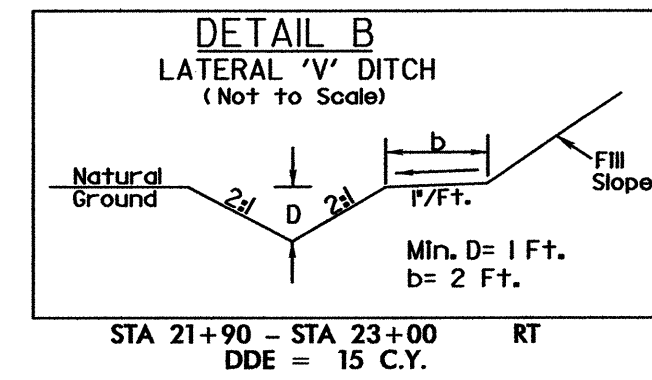 DETAIL B
LATERAL 'V' DITCH
(Not to Scale)
b
Natural
Ground
2:1
D
2:1
1"/Ft.
Fill
Slope
Min. D= 1 Ft.
b= 2 Ft.
STA 21+90 – STA 23+00 RT
DDE = 15 C.Y.